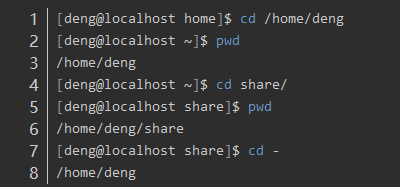 1 [deng@localhost home]$ cd /home/deng
2 [deng@localhost ~]$ pwd
3 /home/deng
4 [deng@localhost ~]$ cd share/
5 [deng@localhost share]$ pwd
6 /home/deng/share
7 [deng@localhost share]$ cd -
8 /home/deng